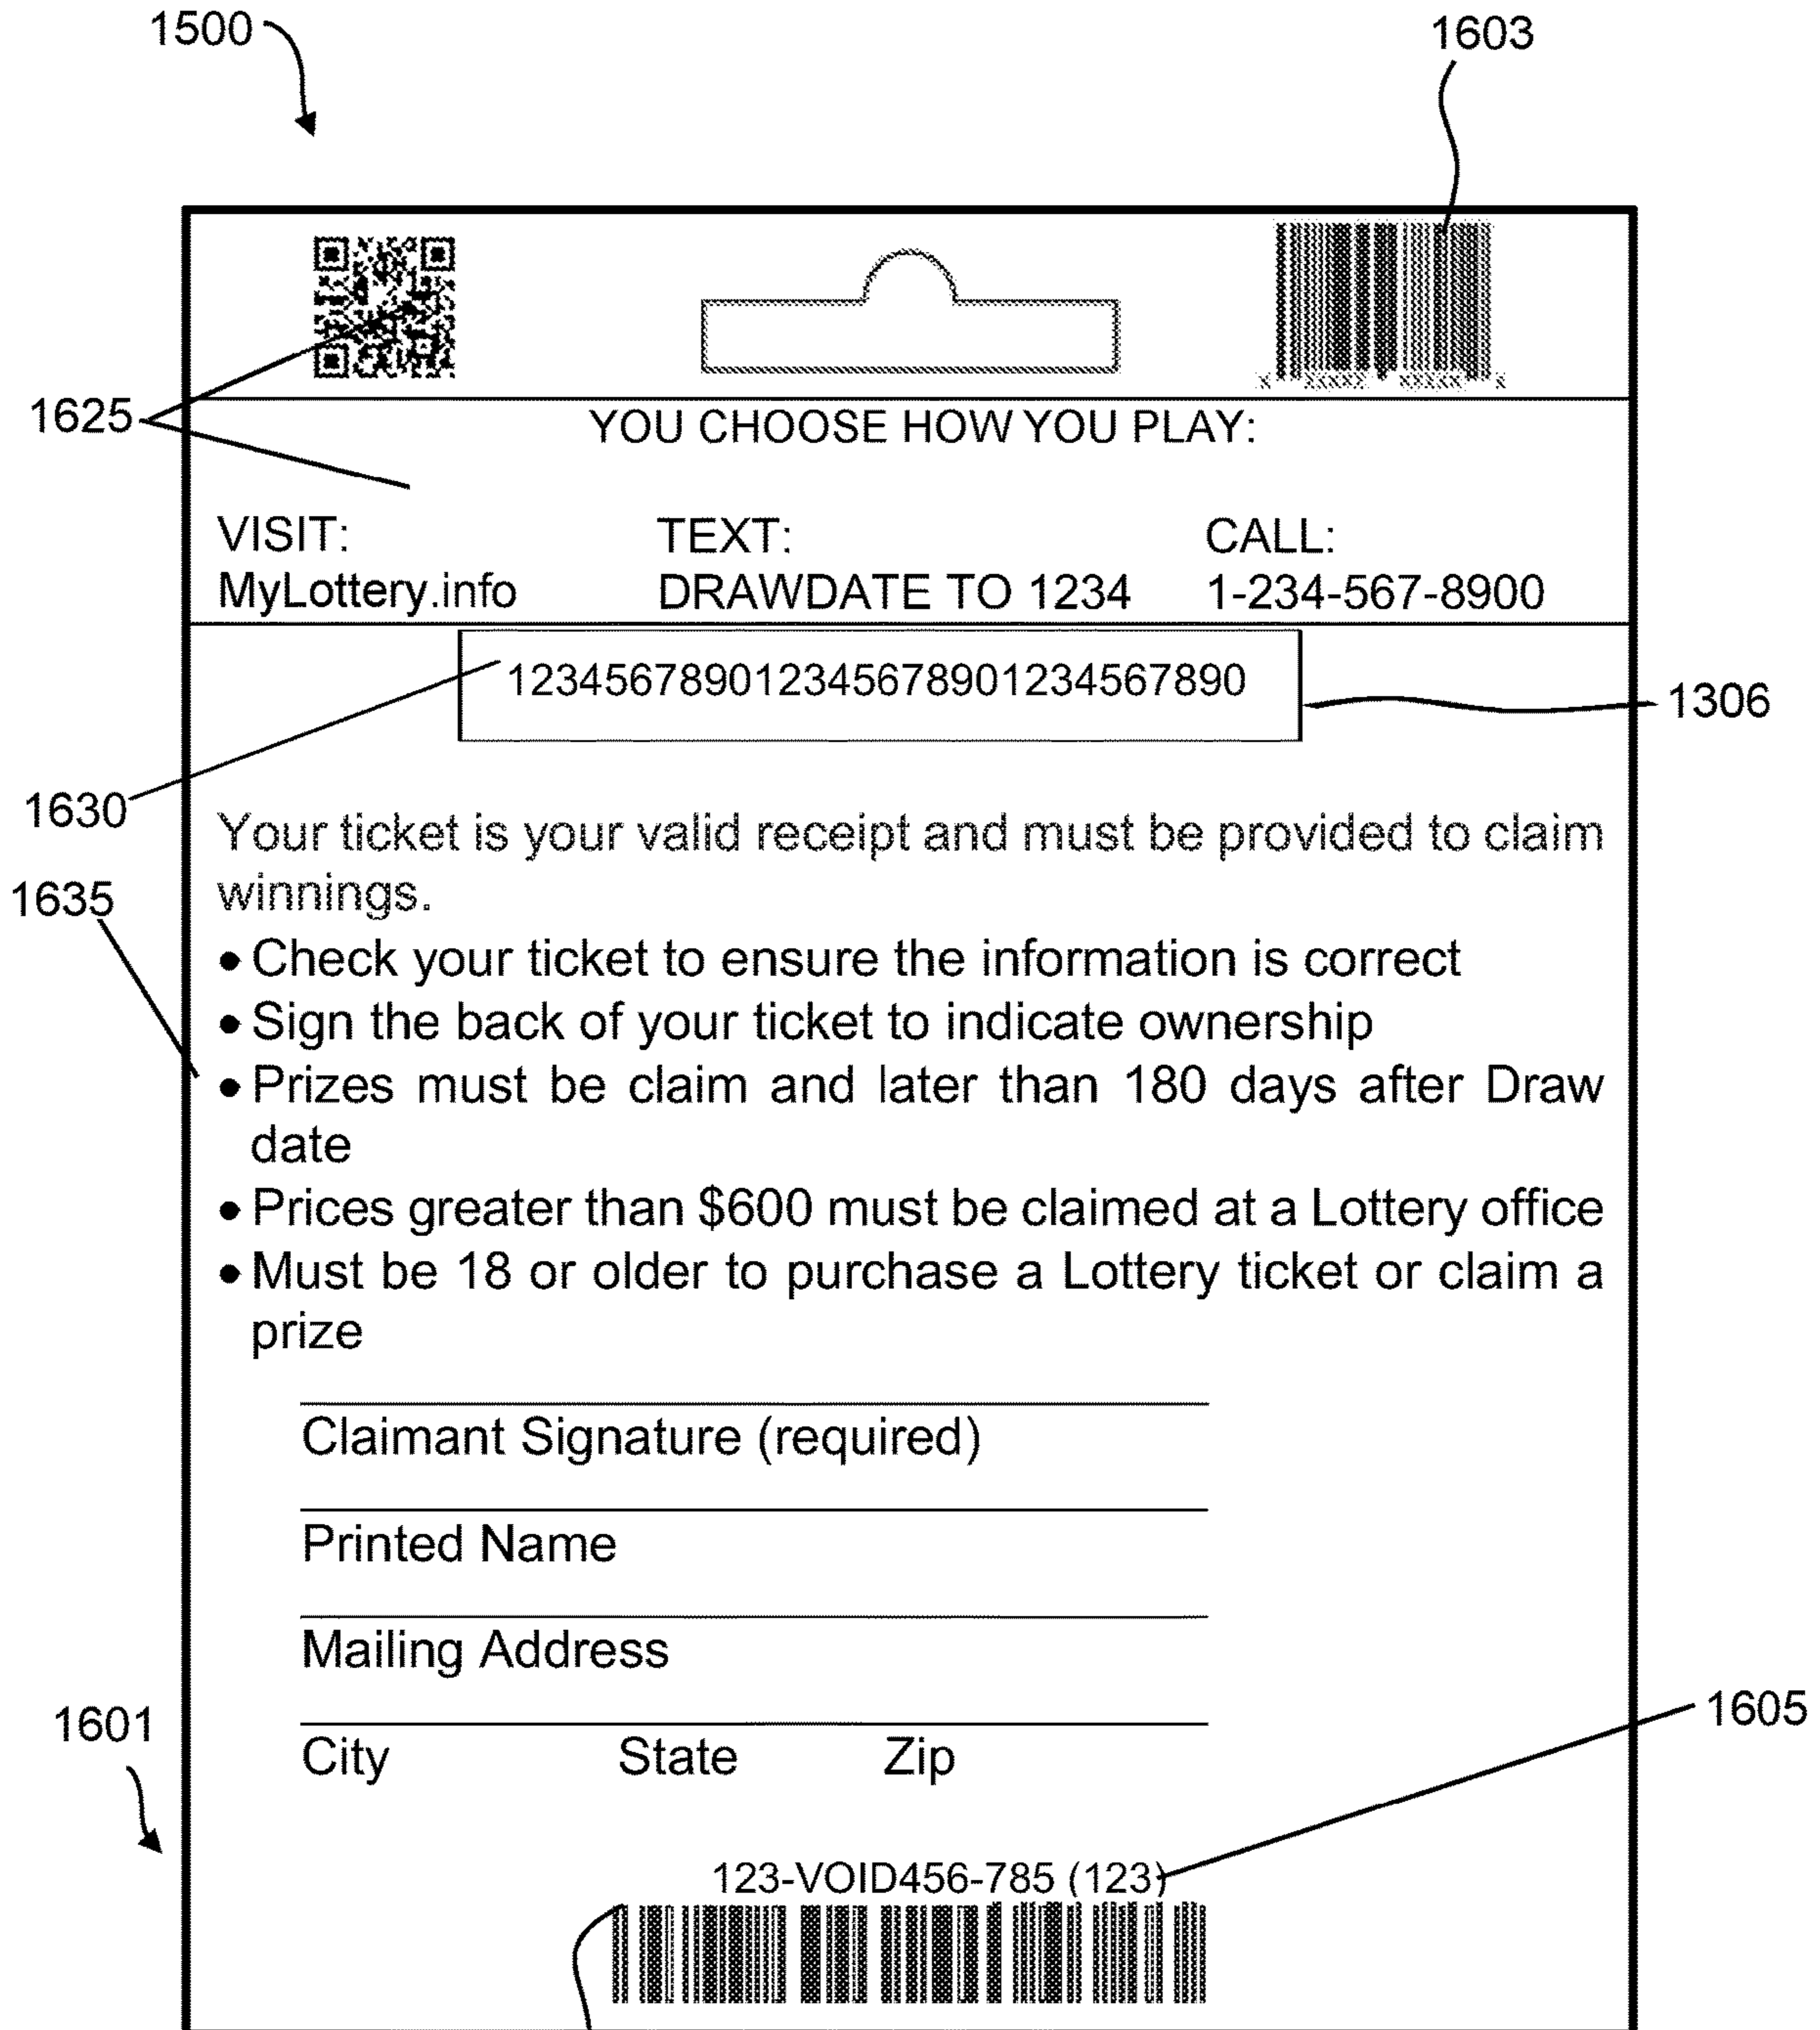 1500
1603
1625
YOU CHOOSE HOW YOU PLAY:
VISIT: TEXT: CALL:
MyLottery.info DRAWDATE TO 1234 1-234-567-8900
123456789012345678901234567890
1306
1630
Your ticket is your valid receipt and must be provided to claim
winnings.
1635
• Check your ticket to ensure the information is correct
• Sign the back of your ticket to indicate ownership
• Prizes must be claim and later than 180 days after Draw
date
• Prices greater than $600 must be claimed at a Lottery office
• Must be 18 or older to purchase a Lottery ticket or claim a
prize
Claimant Signature (required)
Printed Name
Mailing Address
1605
1601
City State Zip
123-VOID456-785 (123)